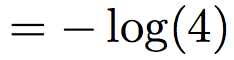 = − log(4)